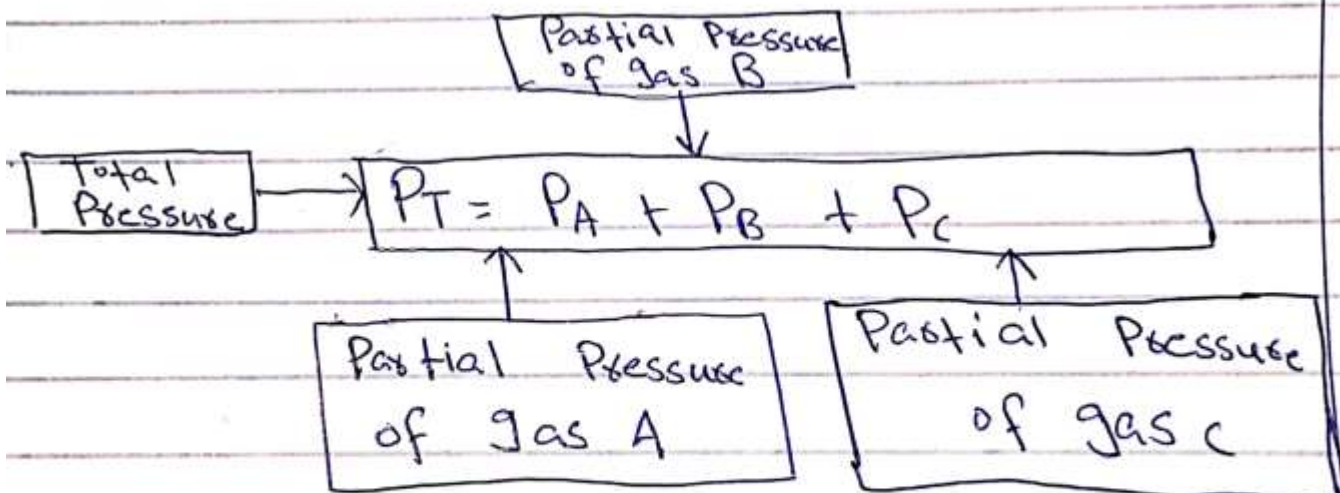 Partial Pressure
of gas B
Total
Pressure
PT = PA + PB + PC
Partial Pressure
of gas A
Partial Pressure
of gas C